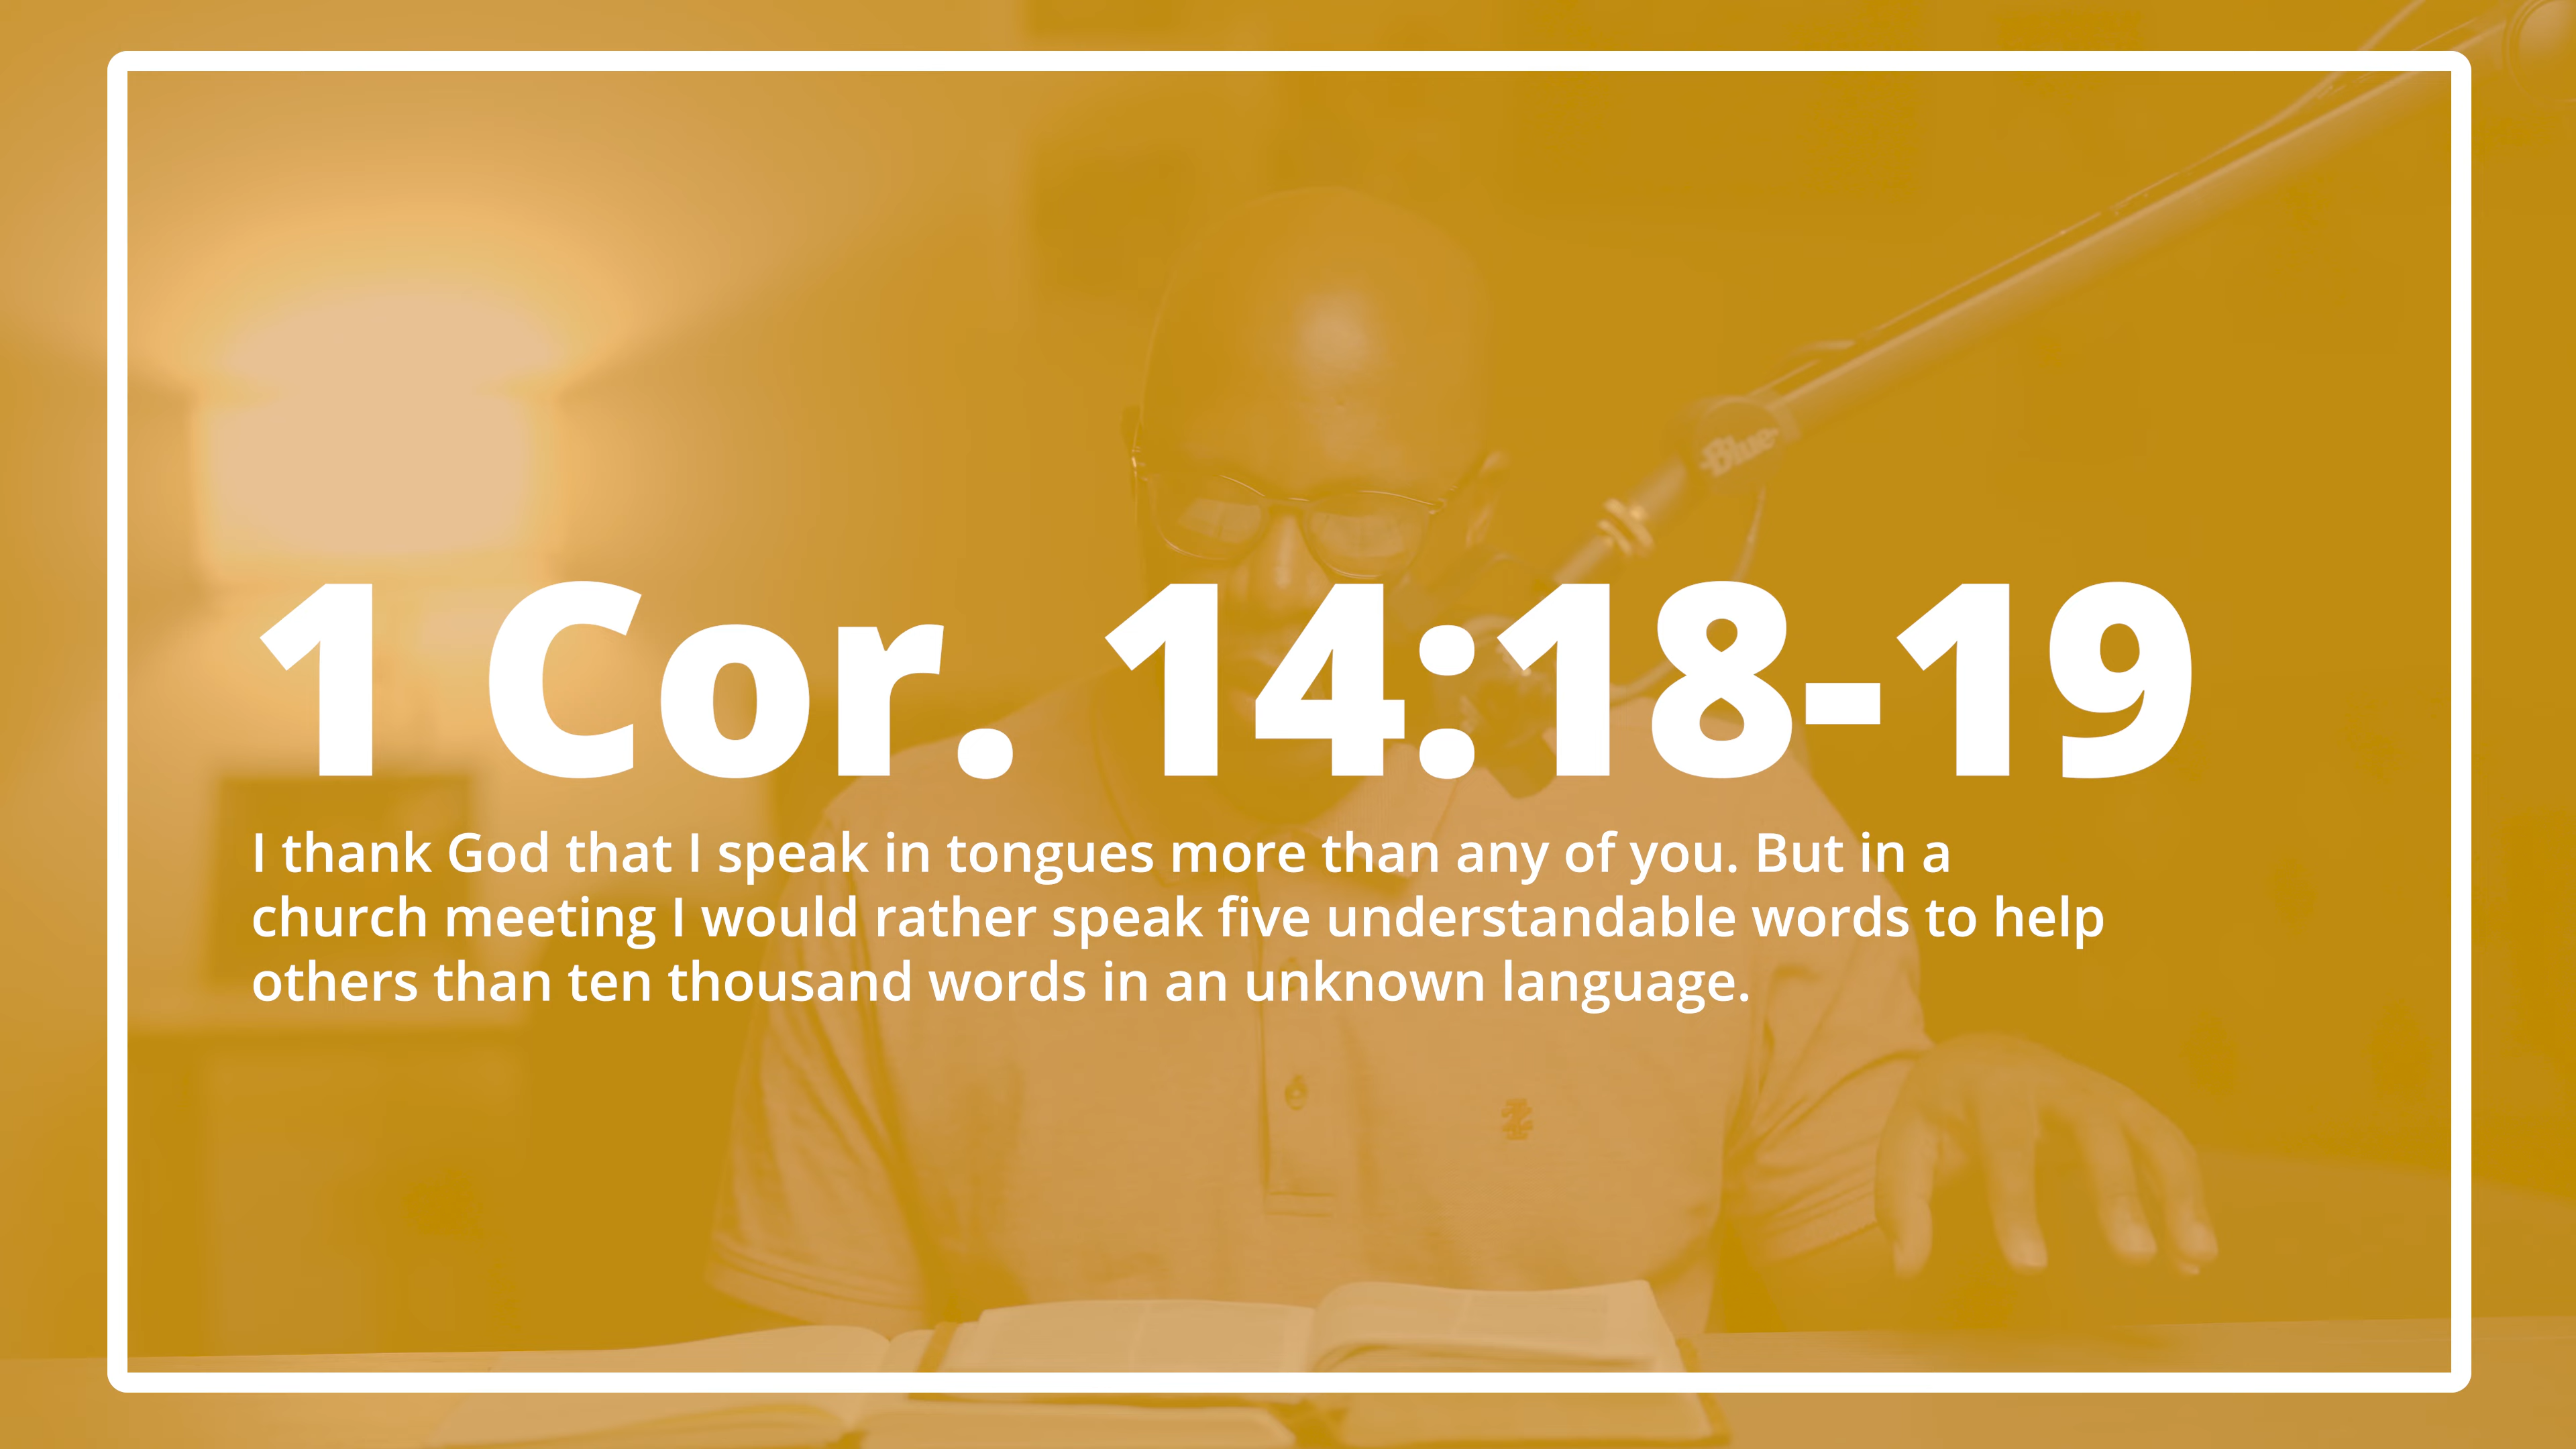 Blue
1 Cor. 14:18-19
I thank God that I speak in tongues more than any of you. But in a
church meeting I would rather speak five understandable words to help
others than ten thousand words in an unknown language.